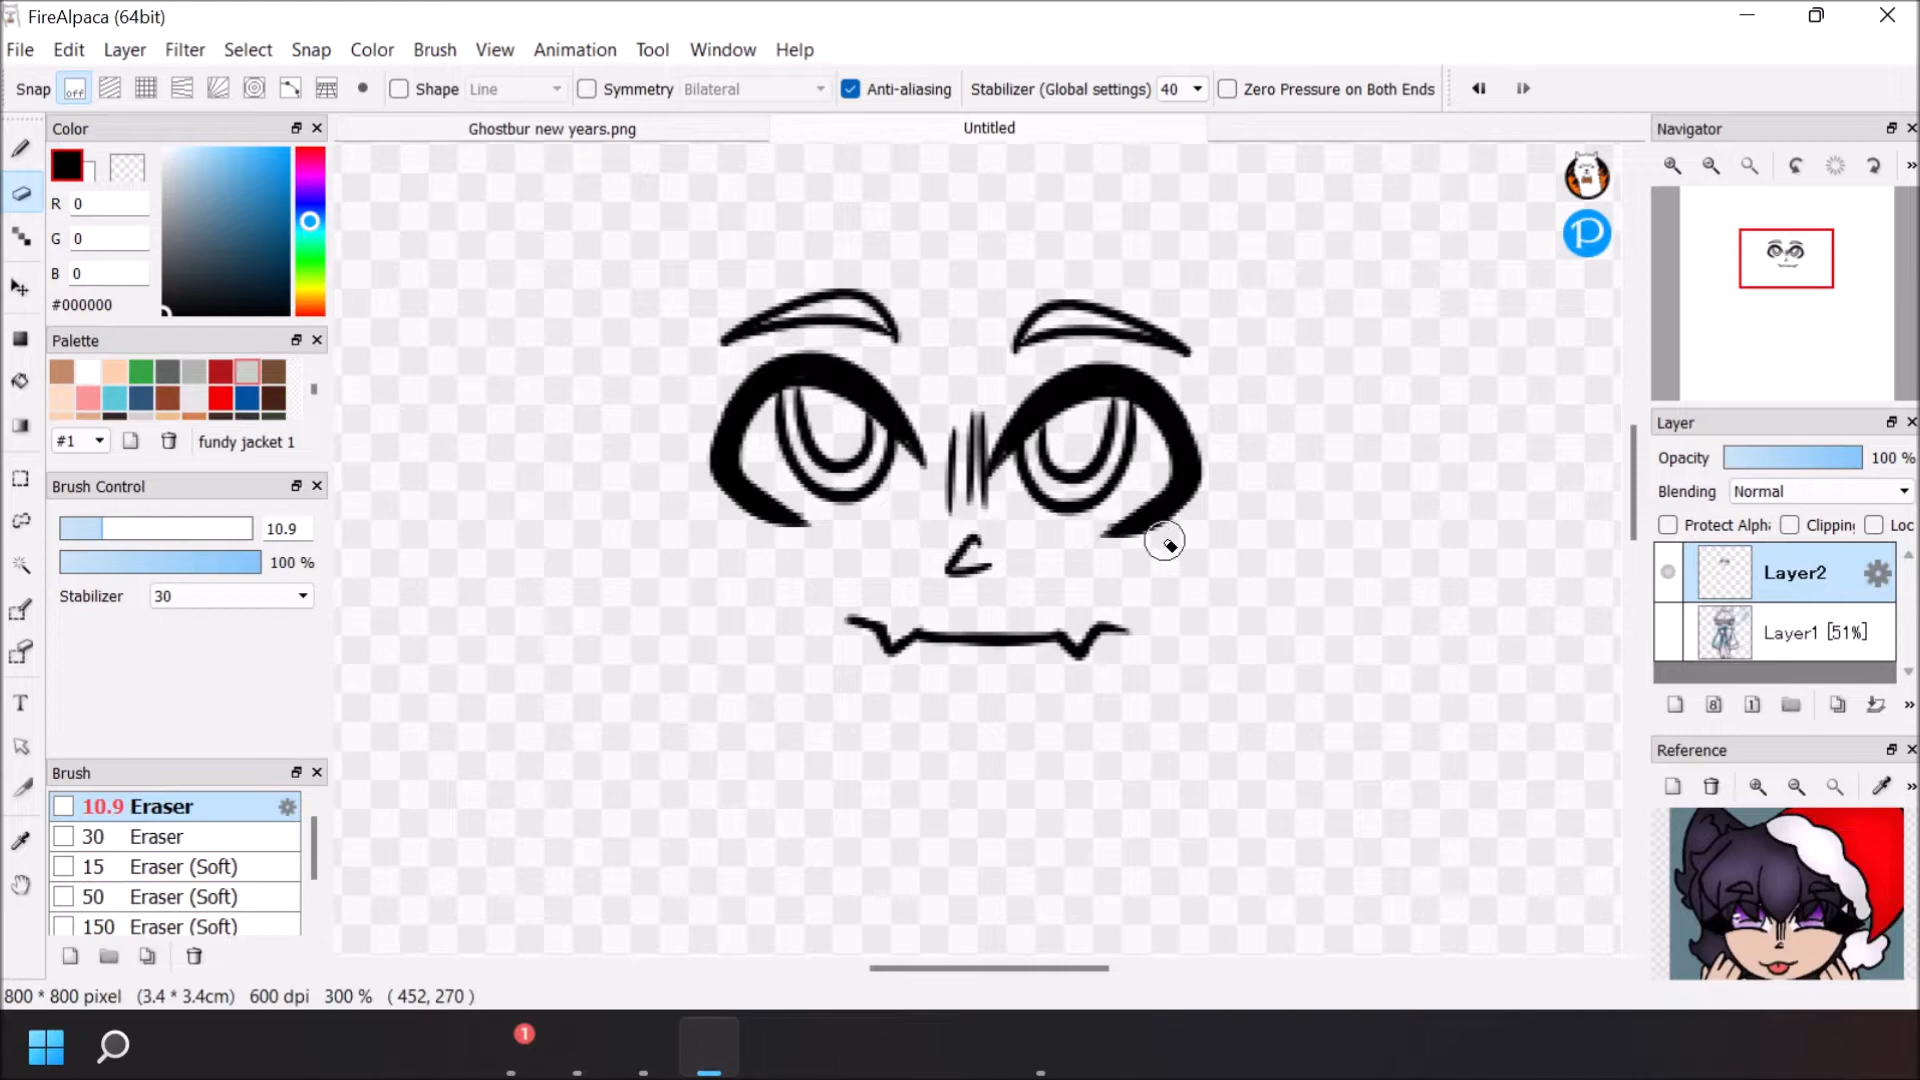 FireAlpaca (64bit)
File Edit Layer Filter Select Snap Color Brush View Animation Tool Window Help
Snap off Shape Line Symmetry Bilateral Anti-aliasing Stabilizer (Global settings) 40 Zero Pressure on Both Ends
Color
R 0
G 0
B 0
#000000
Palette
#1 fundy jacket 1
Brush Control
10.9
100 %
Stabilizer 30
Brush
10.9 Eraser
30 Eraser
15 Eraser (Soft)
50 Eraser (Soft)
150 Eraser (Soft)
Ghostbur new years.png Untitled
P
Navigator
Layer
Opacity 100 %
Blending Normal
Protect Alph Clipping Loc
Layer2
Layer1 [51%]
8 1
Reference
800 * 800 pixel (3.4 * 3.4cm) 600 dpi 300 % ( 452, 270 )
1